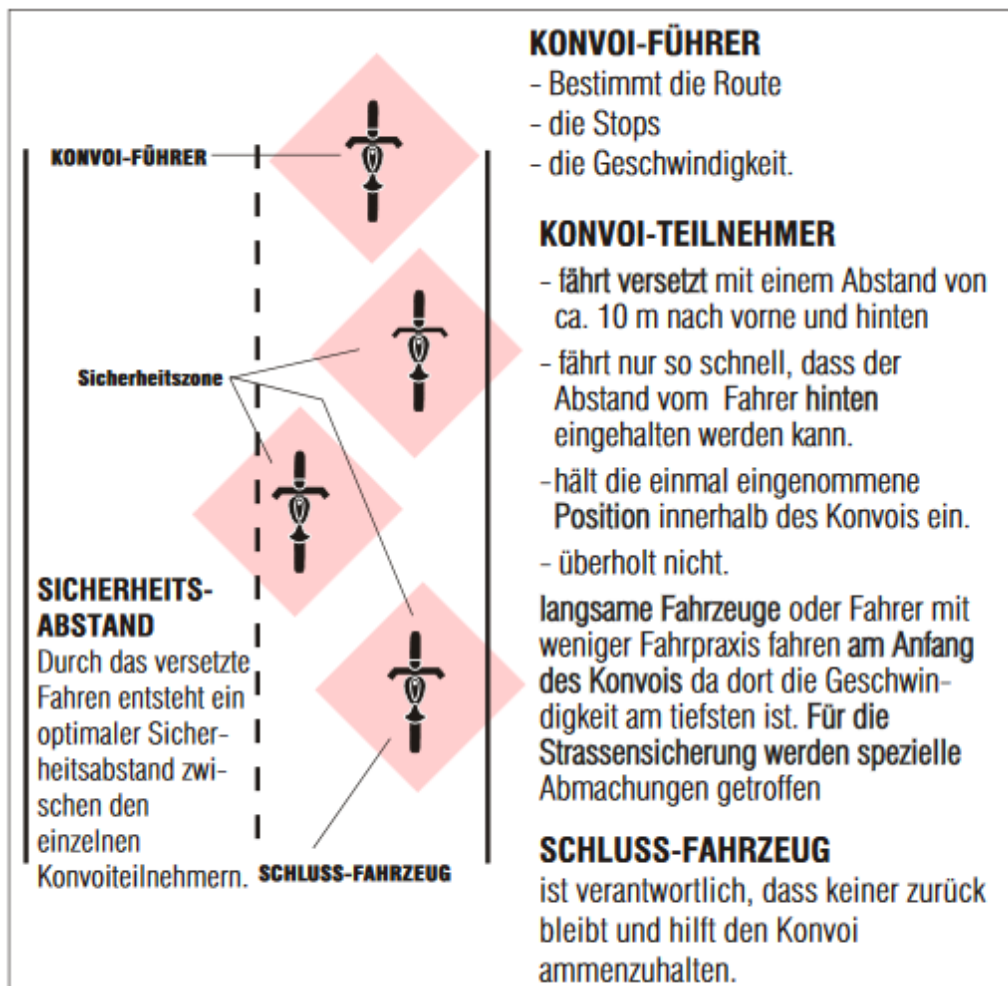 KONVOI-FÜHRER
- Bestimmt die Route
- die Stops
- die Geschwindigkeit.
KONVOI-FÜHRER
KONVOI-TEILNEHMER
- fährt versetzt mit einem Abstand von
ca. 10 m nach vorne und hinten
- fährt nur so schnell, dass der
Abstand vom Fahrer hinten
eingehalten werden kann.
- hält die einmal eingenommene
Position innerhalb des Konvois ein.
- überholt nicht.
langsame Fahrzeuge oder Fahrer mit
weniger Fahrpraxis fahren am Anfang
des Konvois da dort die Geschwin-
digkeit am tiefsten ist. Für die
Strassensicherung werden spezielle
Abmachungen getroffen
Sicherheitszone
SICHERHEITS-
ABSTAND
Durch das versetzte
Fahren entsteht ein
optimaler Sicher-
heitsabstand zwi-
schen den
einzelnen
Konvoiteilnehmern.
SCHLUSS-FAHRZEUG
SCHLUSS-FAHRZEUG
ist verantwortlich, dass keiner zurück
bleibt und hilft den Konvoi
ammenzuhalten.